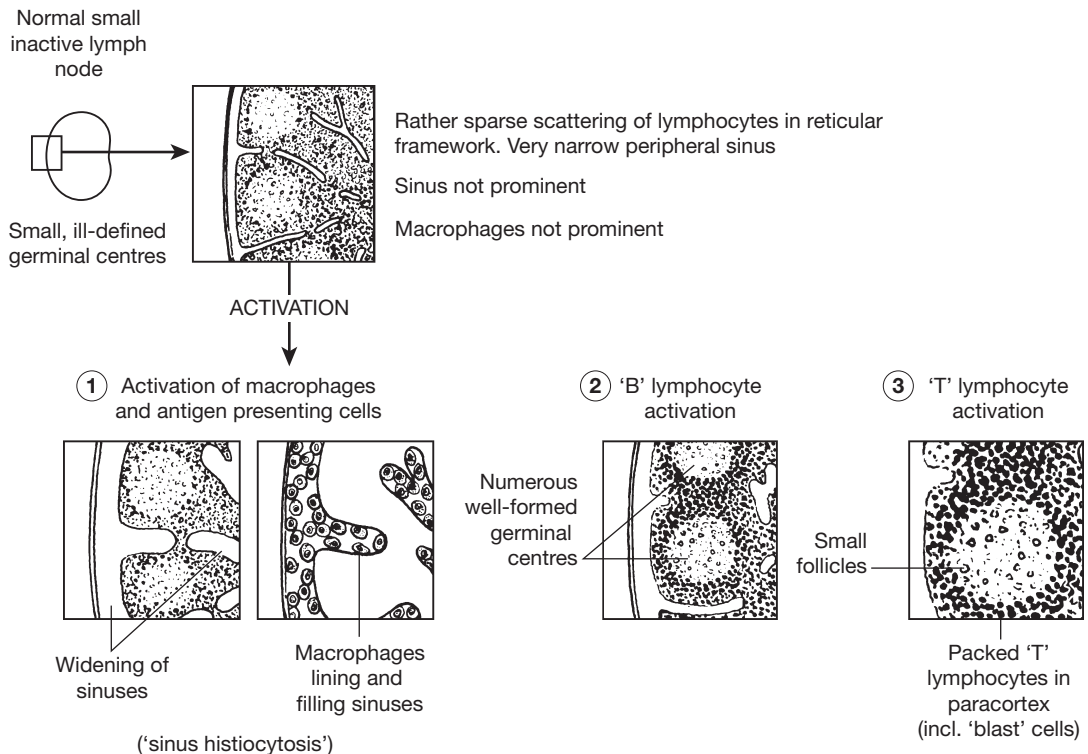 Normal small
inactive lymph
node
Small, ill-defined
germinal centres
Rather sparse scattering of lymphocytes in reticular
framework. Very narrow peripheral sinus
Sinus not prominent
Macrophages not prominent
ACTIVATION
1 Activation of macrophages
and antigen presenting cells
Widening of
sinuses
Macrophages
lining and
filling sinuses
(‘sinus histiocytosis’)
2 ‘B’ lymphocyte
activation
Numerous
well-formed
germinal
centres
3 ‘T’ lymphocyte
activation
Small
follicles
Packed ‘T’
lymphocytes in
paracortex
(incl. ‘blast’ cells)